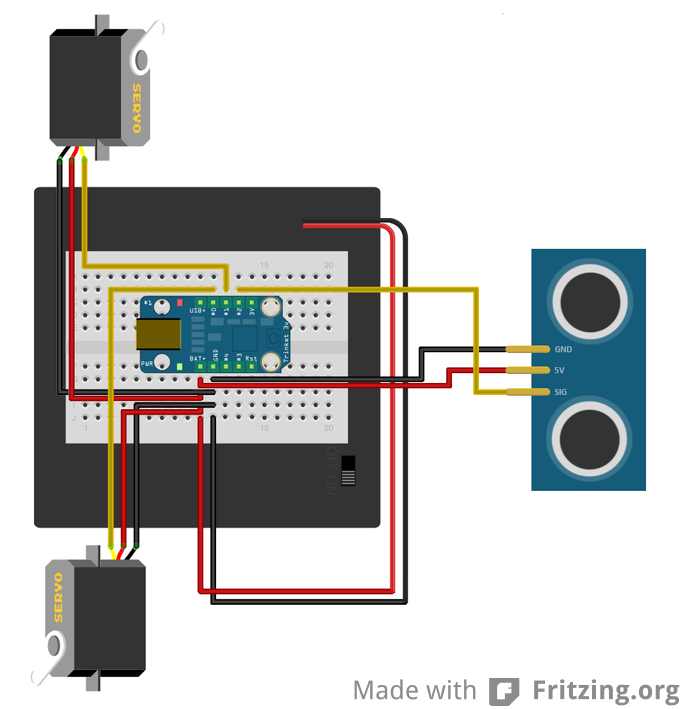 SERVO
15
20
#1
USB+
#0
#1
#2
3V
Trinket 3v
PWR
BAT+
GND
#4
#3
Rst
1
15
20
GND
5V
SIG
OFF-ON
SERVO
Made with Fritzing.org